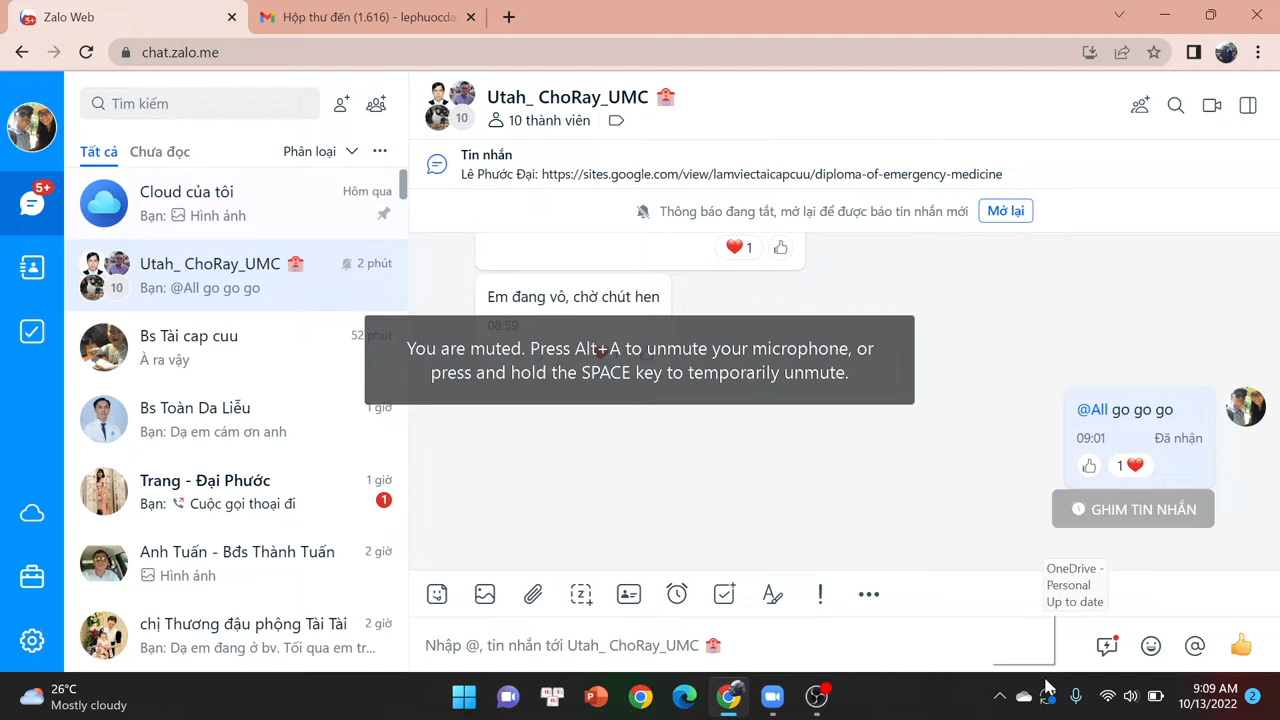 5+
Zalo Web
Hộp thư đến (1.616) - lephuocda
chat.zalo.me
5+
Tìm kiếm
Tất cả
Chưa đọc
Phân loại
Cloud của tôi
Hôm qua
Bạn: Hình ảnh
10
Utah_ ChoRay_UMC
2 phút
Bạn: @All go go go
Bs Tài cap cuu
52 phút
À ra vậy
Bs Toàn Da Liễu
1 giờ
Bạn: Dạ em cám ơn anh
Trang - Đại Phước
1 giờ
Bạn: Cuộc gọi thoại đi
1
Anh Tuấn - Bđs Thành Tuấn
2 giờ
Hình ảnh
chị Thương đậu phộng Tài Tài
2 giờ
Bạn: Dạ em đang ở bv. Tối qua em tr...
10
Utah_ ChoRay_UMC
10 thành viên
Tin nhắn
Lê Phước Đại: https://sites.google.com/view/lamviectaicapcuu/diploma-of-emergency-medicine
Thông báo đang tắt, mở lại để được báo tin nhắn mới
Mở lại
1
Em đang vô, chờ chút hen
08:59
You are muted. Press Alt+A to unmute your microphone, or
press and hold the SPACE key to temporarily unmute.
@All go go go
09:01
Đã nhận
1
GHIM TIN NHẮN
OneDrive -
Personal
Up to date
Nhập @, tin nhắn tới Utah_ ChoRay_UMC
26°C
Mostly cloudy
9:09 AM
10/13/2022
2